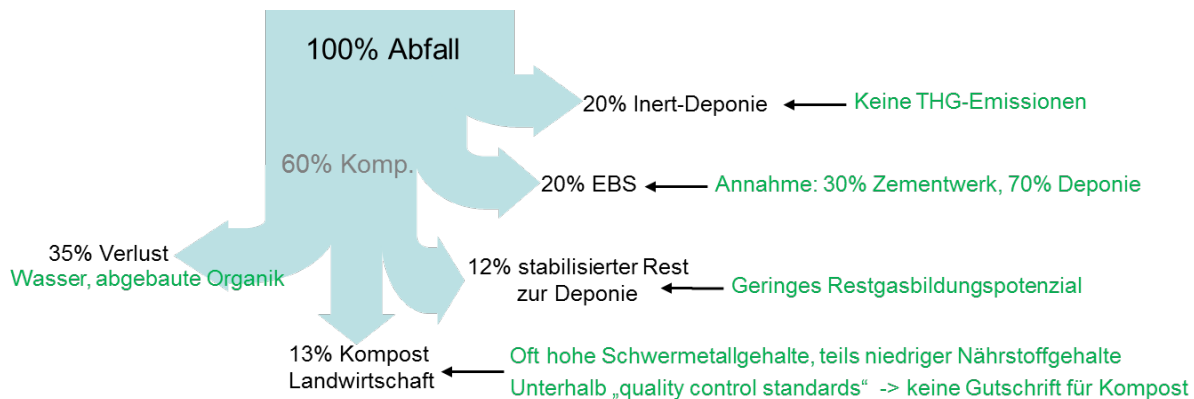 100% Abfall
20% Inert-Deponie
Keine THG-Emissionen
60% Komp.
20% EBS
Annahme: 30% Zementwerk, 70% Deponie
35% Verlust
Wasser, abgebaute Organik
12% stabilisierter Rest
zur Deponie
Geringes Restgasbildungspotenzial
13% Kompost
Landwirtschaft
Oft hohe Schwermetallgehalte, teils niedriger Nährstoffgehalte
Unterhalb „quality control standards“ -> keine Gutschrift für Kompost